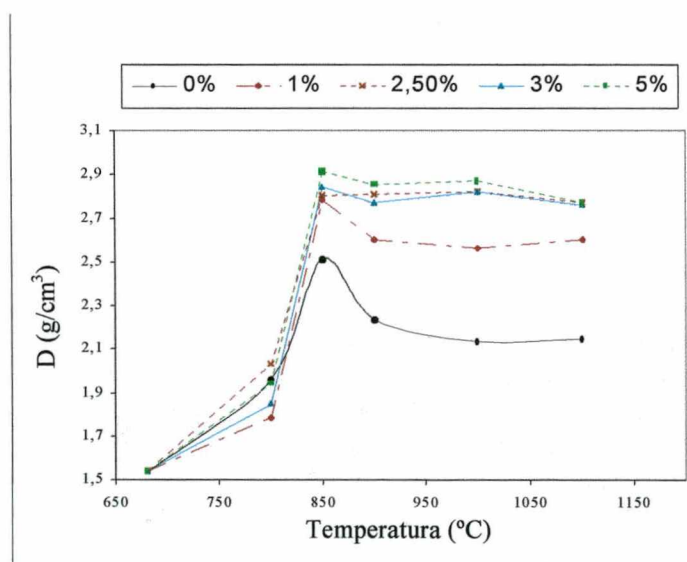 0% 1% 2,50% 3% 5%
3,1
2,9
2,7
2,5
2,3
2,1
1,9
1,7
1,5
D (g/cm³)
650 750 850 950 1050 1150
Temperatura (ºC)